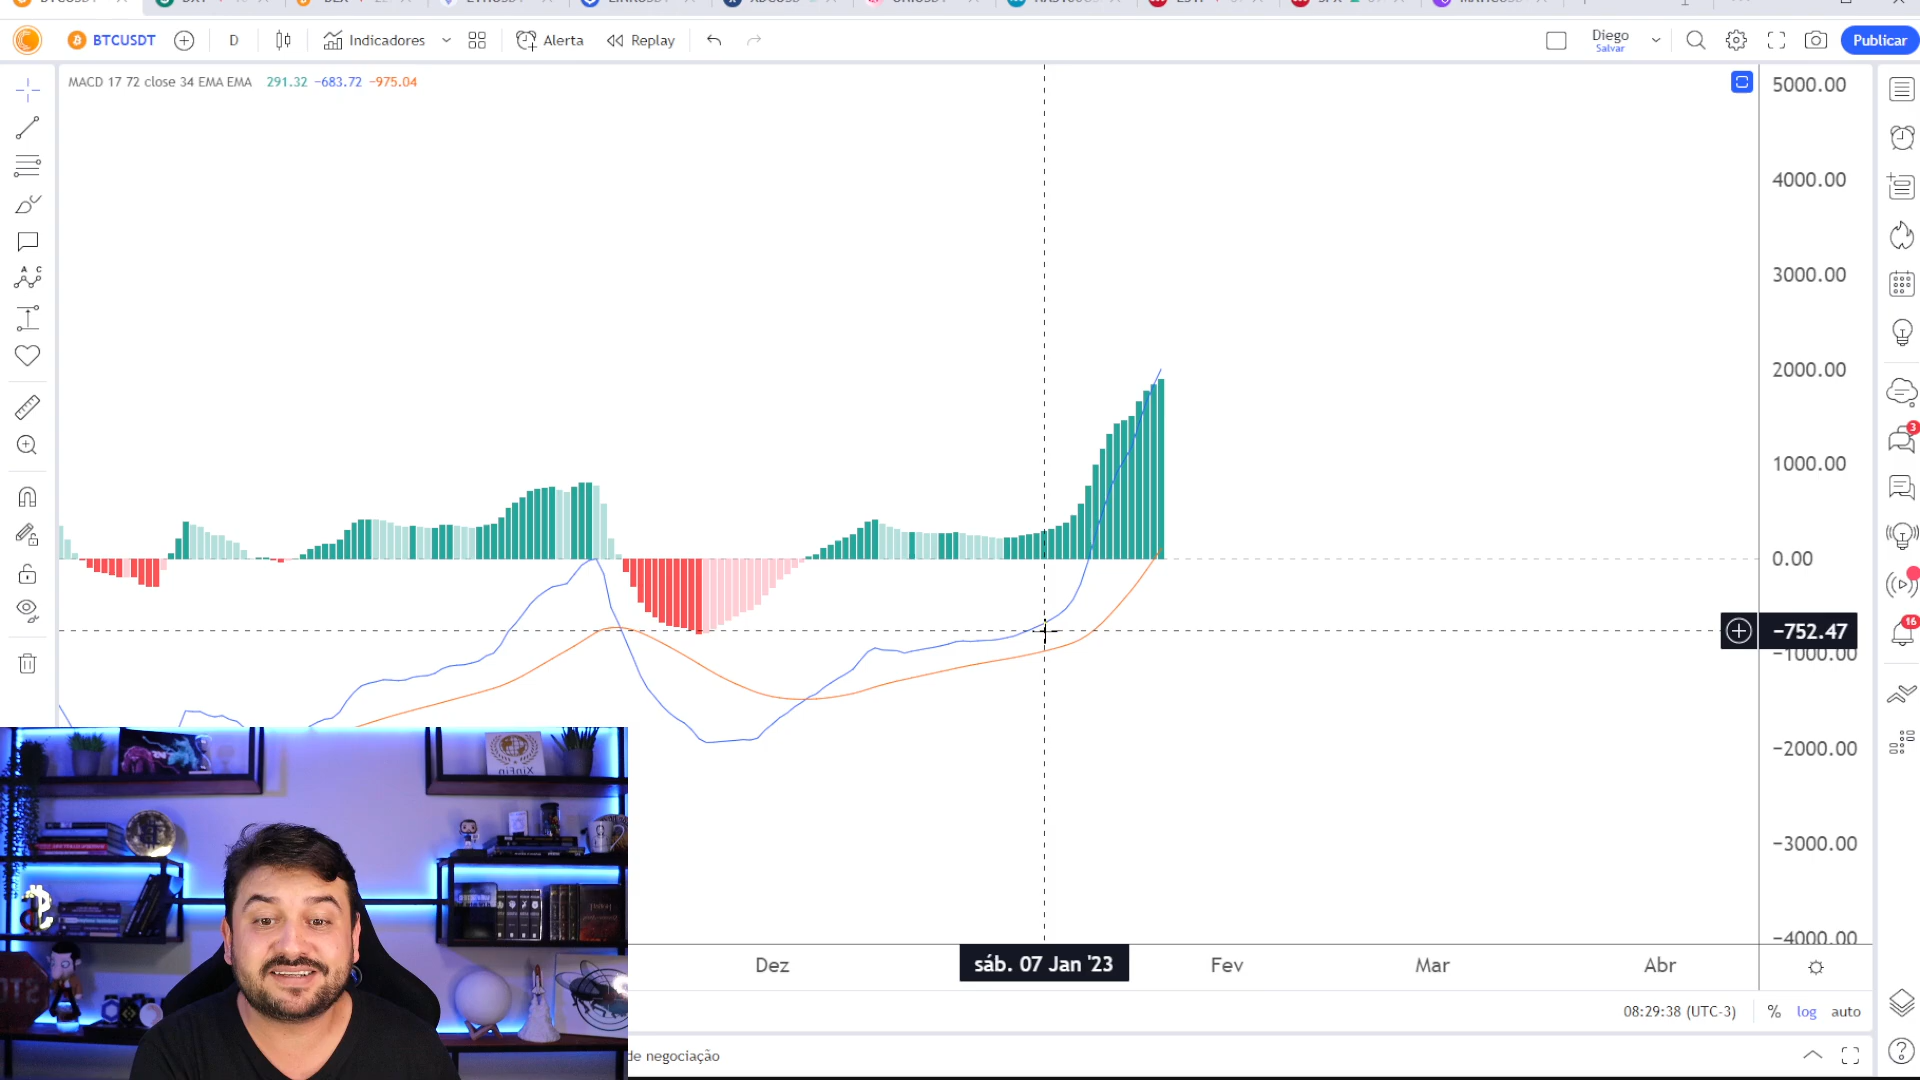 BTCUSDT
D
Indicadores
Alerta
Replay
Diego
Salvar
Publicar
MACD 17 72 close 34 EMA EMA 291.32 −683.72 −975.04
5000.00
4000.00
3000.00
2000.00
1000.00
0.00
−752.47
−1000.00
−2000.00
−3000.00
−4000.00
3
16
XinFin
Dez
sáb. 07 Jan '23
Fev
Mar
Abr
08:29:38 (UTC-3)
%
log
auto
de negociação